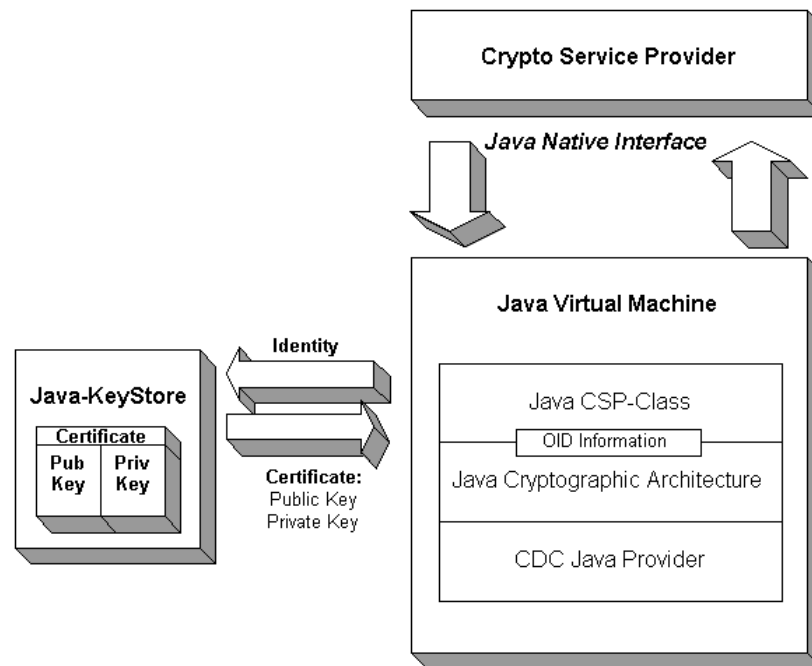 Crypto Service Provider
Java Native Interface
Java Virtual Machine
Identity
Java-KeyStore
Certificate
Pub
Key
Priv
Key
Certificate:
Public Key
Private Key
Java CSP-Class
OID Information
Java Cryptographic Architecture
CDC Java Provider